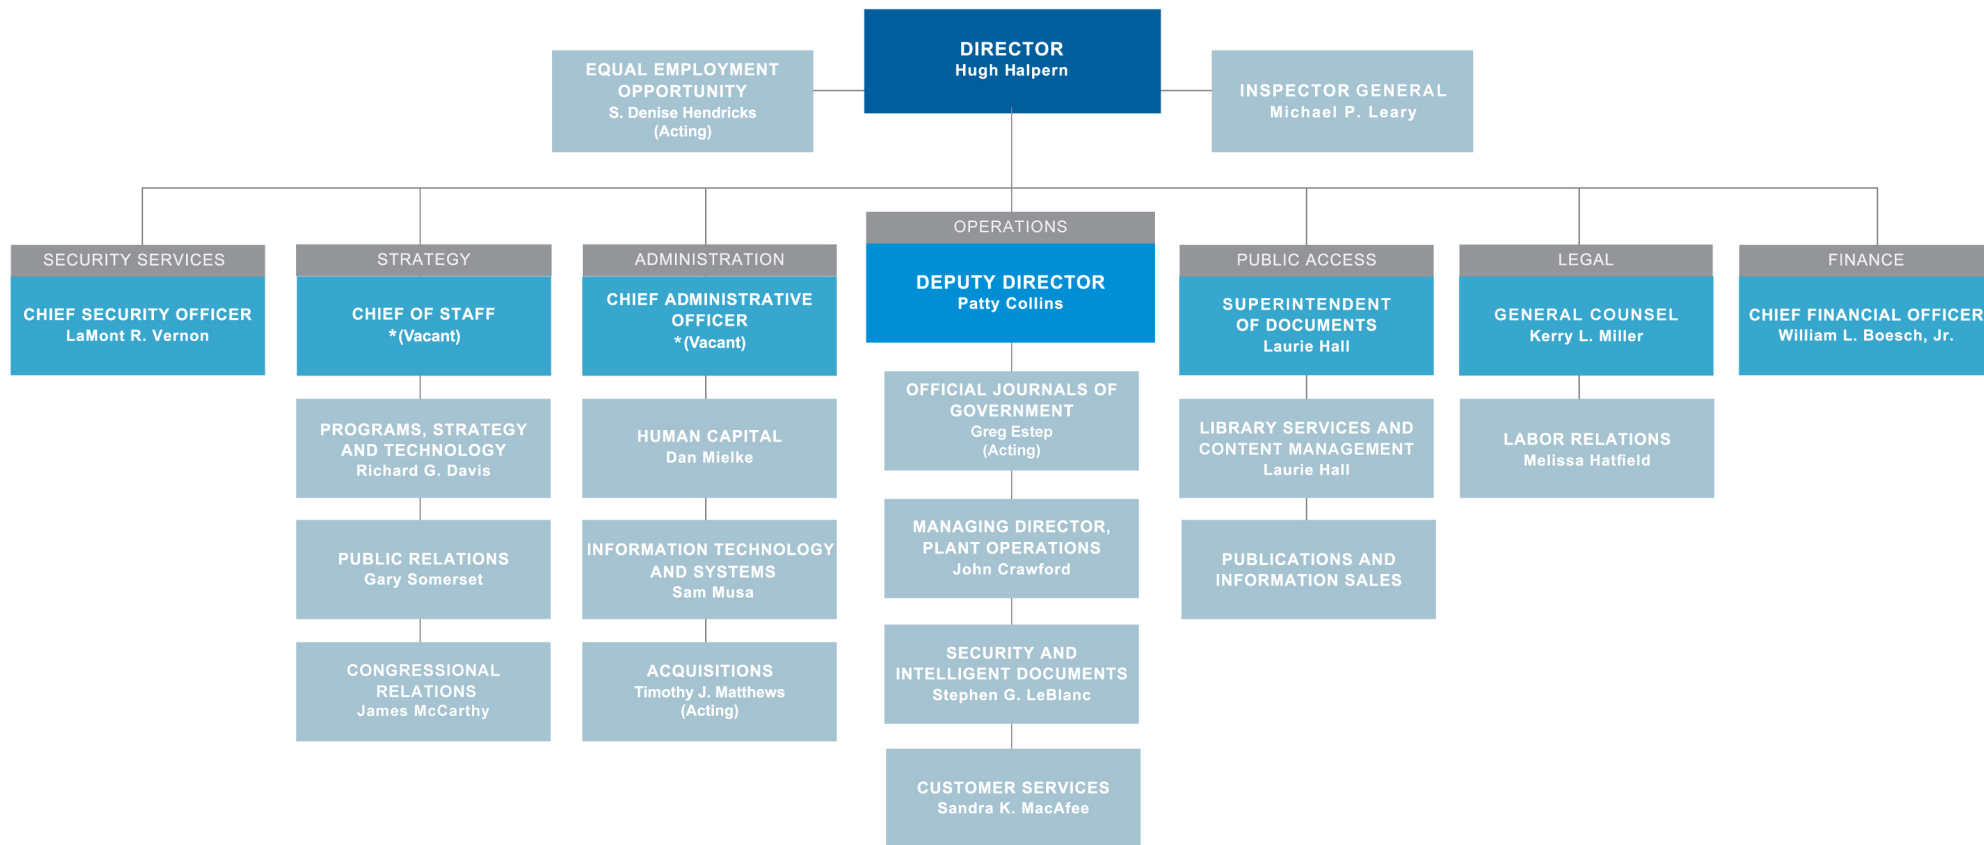 DIRECTOR
Hugh Halpern
EQUAL EMPLOYMENT
OPPORTUNITY
S. Denise Hendricks
(Acting)
INSPECTOR GENERAL
Michael P. Leary
SECURITY SERVICES
CHIEF SECURITY OFFICER
LaMont R. Vernon
STRATEGY
CHIEF OF STAFF
*(Vacant)
PROGRAMS, STRATEGY
AND TECHNOLOGY
Richard G. Davis
PUBLIC RELATIONS
Gary Somerset
CONGRESSIONAL
RELATIONS
James McCarthy
ADMINISTRATION
CHIEF ADMINISTRATIVE
OFFICER
*(Vacant)
HUMAN CAPITAL
Dan Mielke
INFORMATION TECHNOLOGY
AND SYSTEMS
Sam Musa
ACQUISITIONS
Timothy J. Matthews
(Acting)
OPERATIONS
DEPUTY DIRECTOR
Patty Collins
OFFICIAL JOURNALS OF
GOVERNMENT
Greg Estep
(Acting)
MANAGING DIRECTOR,
PLANT OPERATIONS
John Crawford
SECURITY AND
INTELLIGENT DOCUMENTS
Stephen G. LeBlanc
CUSTOMER SERVICES
Sandra K. MacAfee
PUBLIC ACCESS
SUPERINTENDENT
OF DOCUMENTS
Laurie Hall
LIBRARY SERVICES AND
CONTENT MANAGEMENT
Laurie Hall
PUBLICATIONS AND
INFORMATION SALES
LEGAL
GENERAL COUNSEL
Kerry L. Miller
LABOR RELATIONS
Melissa Hatfield
FINANCE
CHIEF FINANCIAL OFFICER
William L. Boesch, Jr.